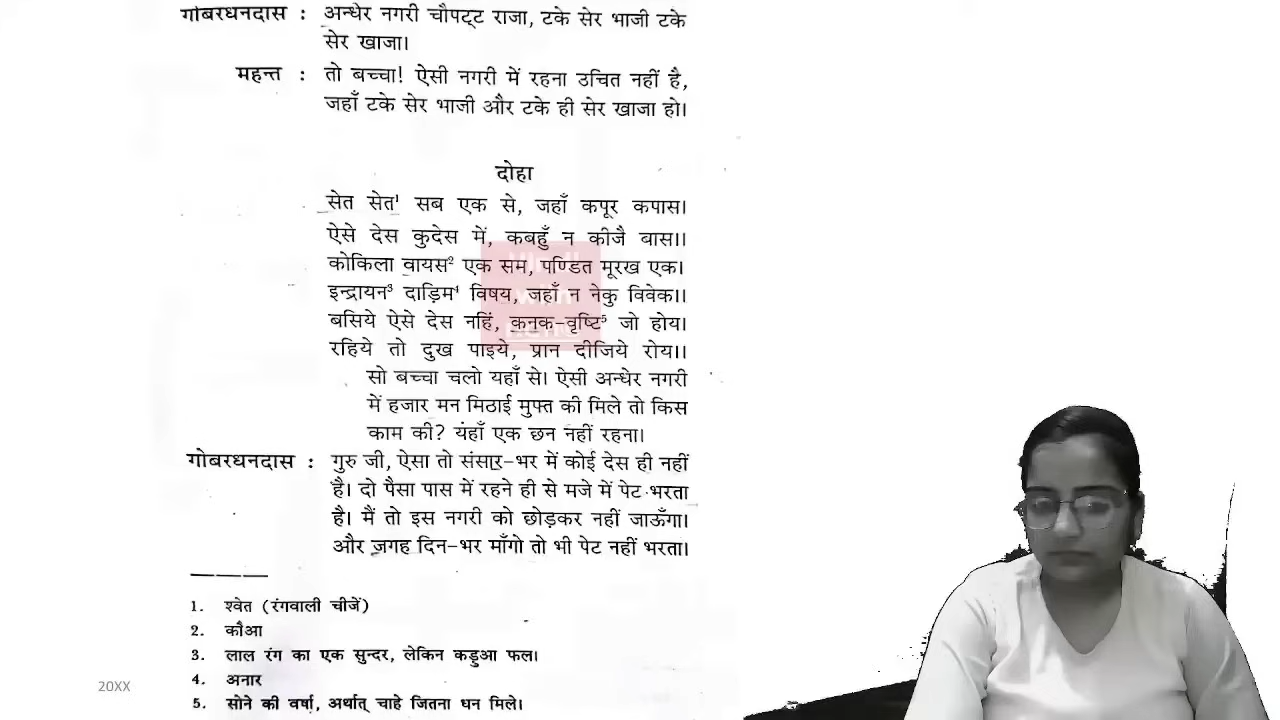 गोबरधनदास : अन्धेर नगरी चौपट्ट राजा, टके सेर भाजी टके
सेर खाजा।
महन्त : तो बच्चा! ऐसी नगरी में रहना उचित नहीं है,
जहाँ टके सेर भाजी और टके ही सेर खाजा हो।
दोहा
सेत सेत¹ सब एक से, जहाँ कपूर कपास।
ऐसे देस कुदेस में, कबहुँ न कीजै बास।।
कोकिला वायस² एक सम, पण्डित मूरख एक।
इन्द्रायन³ दाड़िम⁴ विषय, जहाँ न नेकु विवेक।।
बसिये ऐसे देस नहिं, कनक-वृष्टि⁵ जो होय।
रहिये तो दुख पाइये, प्रान दीजिये रोय।।
सो बच्चा चलो यहाँ से। ऐसी अन्धेर नगरी
में हजार मन मिठाई मुफ्त की मिले तो किस
काम की? यंहाँ एक छन नहीं रहना।
गोबरधनदास : गुरु जी, ऐसा तो संसार-भर में कोई देस ही नहीं
है। दो पैसा पास में रहने ही से मजे में पेट भरता
है। मैं तो इस नगरी को छोड़कर नहीं जाऊँगा।
और जगह दिन-भर माँगो तो भी पेट नहीं भरता।
1. श्वेत (रंगवाली चीजें)
2. कौआ
3. लाल रंग का एक सुन्दर, लेकिन कड़ुआ फल।
4. अनार
5. सोने की वर्षा, अर्थात् चाहे जितना धन मिले।
20XX